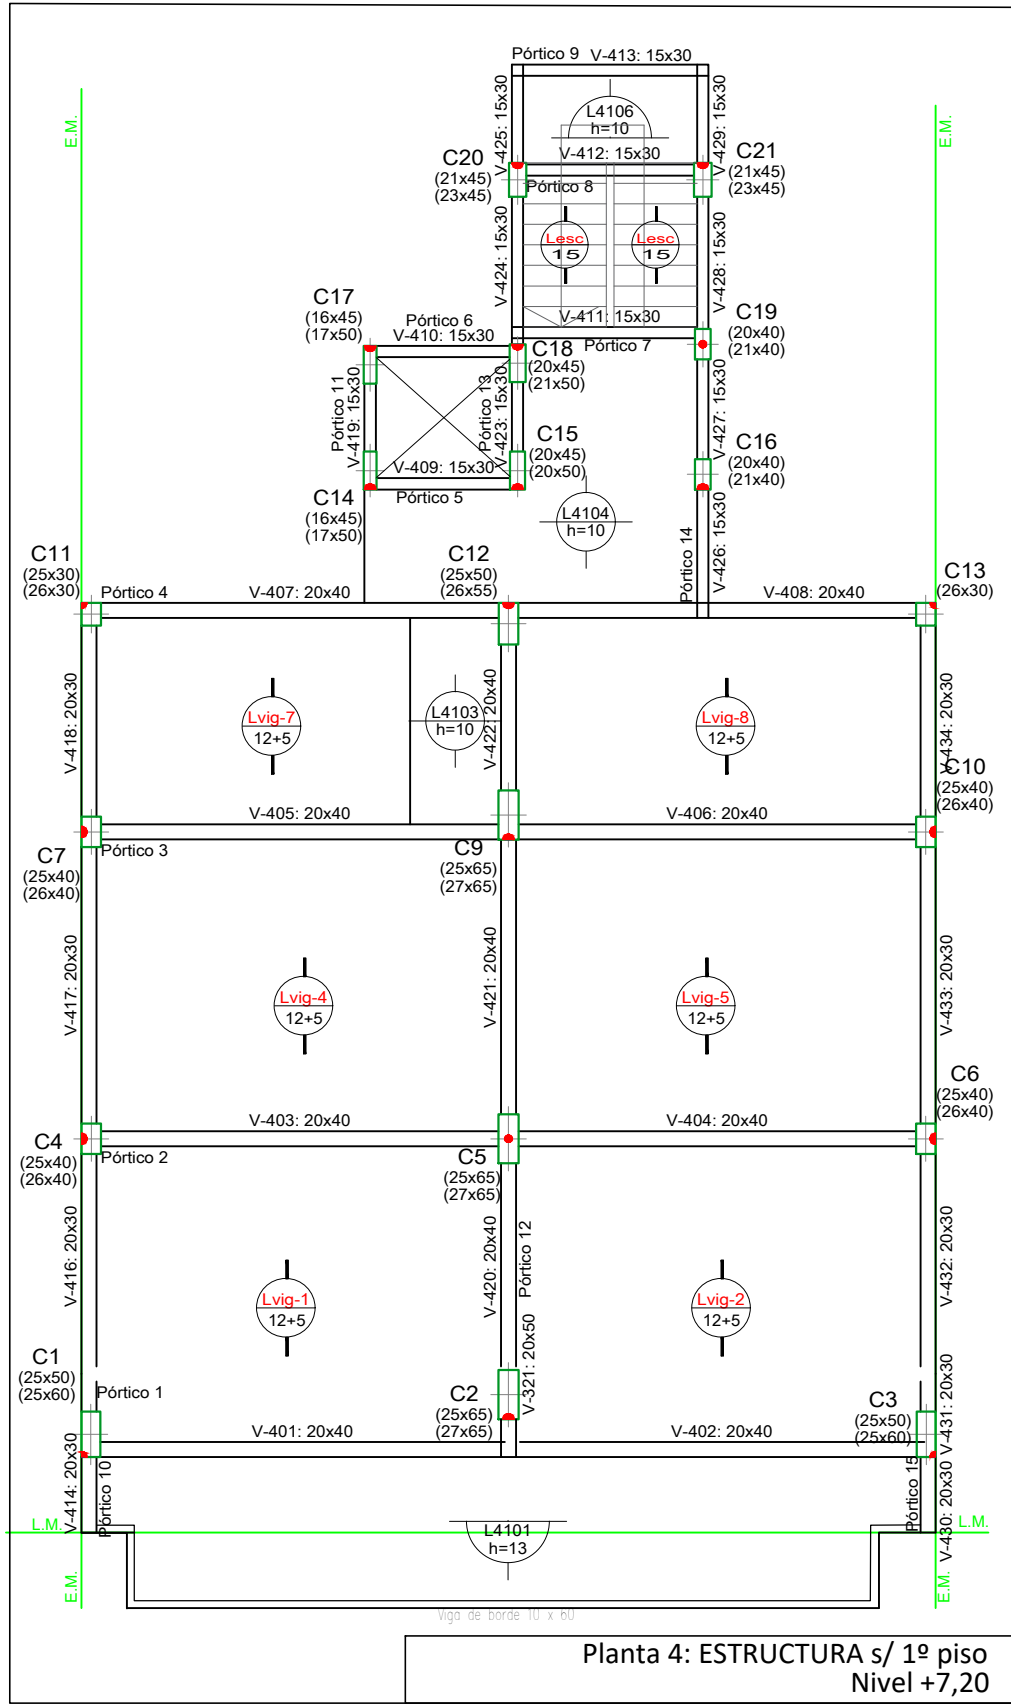 Pórtico 9
V-413: 15x30
E.M.
E.M.
V-425: 15x30
L4106
h=10
V-429: 15x30
V-412: 15x30
C20
(21x45)
(23x45)
Pórtico 8
C21
(21x45)
(23x45)
Lesc
15
Lesc
15
V-424: 15x30
V-428: 15x30
V-411: 15x30
Pórtico 7
C17
(16x45)
(17x50)
Pórtico 6
V-410: 15x30
C18
(20x45)
(21x50)
C19
(20x40)
(21x40)
Pórtico 11
V-419: 15x30
Pórtico 13
V-423: 15x30
V-427: 15x30
V-409: 15x30
Pórtico 5
C15
(20x45)
(20x50)
C16
(20x40)
(21x40)
C14
(16x45)
(17x50)
L4104
h=10
Pórtico 14
V-426: 15x30
C11
(25x30)
(26x30)
Pórtico 4
V-407: 20x40
C12
(25x50)
(26x55)
V-408: 20x40
C13
(26x30)
V-418: 20x30
Lvig-7
12+5
L4103
h=10
V-422: 20x40
Lvig-8
12+5
V-434: 20x30
C10
(25x40)
(26x40)
V-405: 20x40
V-406: 20x40
C7
(25x40)
(26x40)
Pórtico 3
C9
(25x65)
(27x65)
V-417: 20x30
Lvig-4
12+5
V-421: 20x40
Lvig-5
12+5
V-433: 20x30
C6
(25x40)
(26x40)
V-403: 20x40
V-404: 20x40
C4
(25x40)
(26x40)
Pórtico 2
C5
(25x65)
(27x65)
V-416: 20x30
Lvig-1
12+5
V-420: 20x40
Pórtico 12
Lvig-2
12+5
V-432: 20x30
C1
(25x50)
(25x60)
Pórtico 1
V-321: 20x50
C2
(25x65)
(27x65)
C3
(25x50)
(25x60)
V-431: 20x30
V-401: 20x40
V-402: 20x40
V-414: 20x30
Pórtico 10
Pórtico 15
V-430: 20x30
L.M.
L4101
h=13
L.M.
E.M.
E.M.
Viga de borde 10 x 60
Planta 4: ESTRUCTURA s/ 1º piso
Nivel +7,20